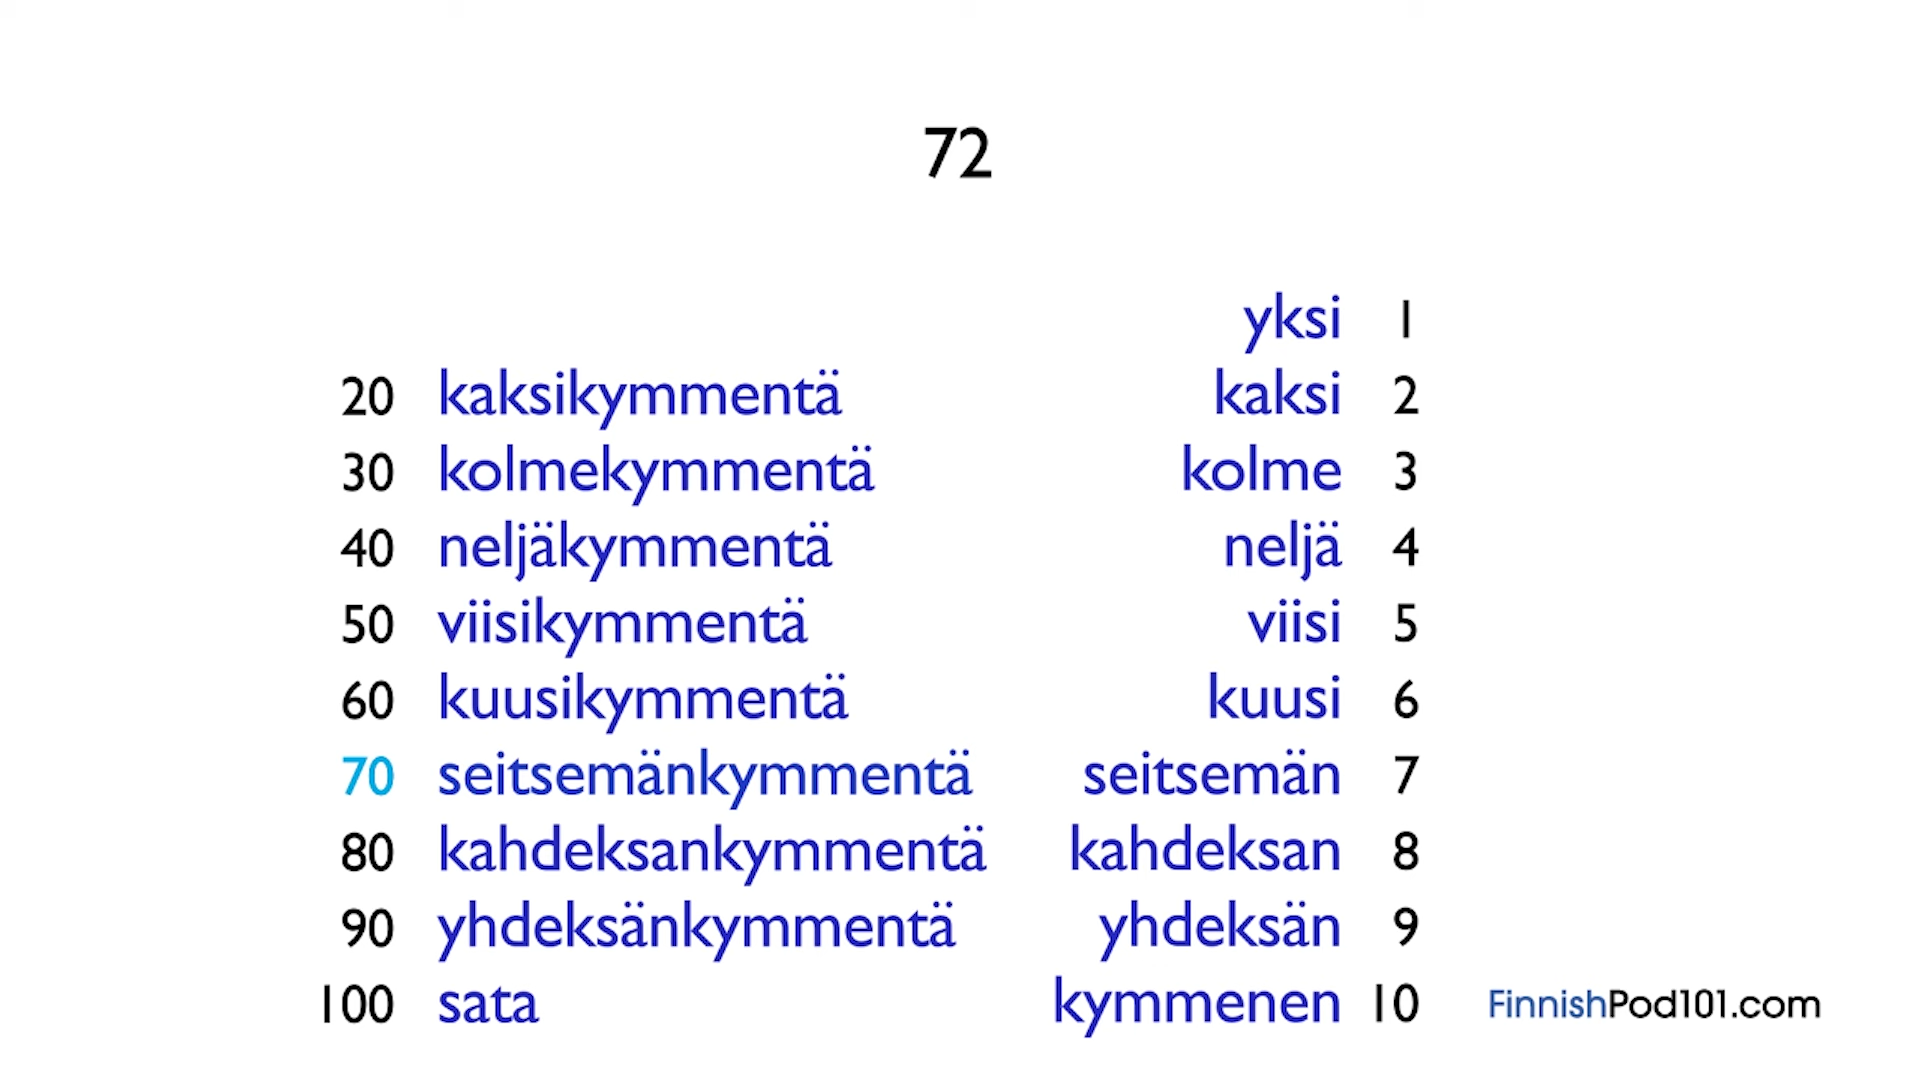 72
yksi 1
20 kaksikymmentä kaksi 2
30 kolmekymmentä kolme 3
40 neljäkymmentä neljä 4
50 viisikymmentä viisi 5
60 kuusikymmentä kuusi 6
70 seitsemänkymmentä seitsemän 7
80 kahdeksankymmentä kahdeksan 8
90 yhdeksänkymmentä yhdeksän 9
100 sata kymmenen 10
FinnishPod101.com